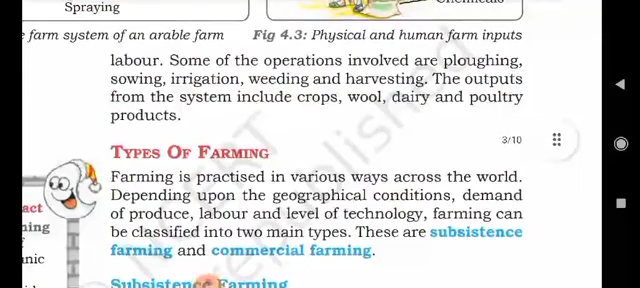 Chemicals
Spraying
farm system of an arable farm
Fig 4.3: Physical and human farm inputs
labour. Some of the operations involved are ploughing,
sowing, irrigation, weeding and harvesting. The outputs
from the system include crops, wool, dairy and poultry
products.
3/10
TYPES OF FARMING
Farming is practised in various ways across the world.
Depending upon the geographical conditions, demand
of produce, labour and level of technology, farming can
be classified into two main types. These are subsistence
farming and commercial farming.
Subsistence Farming